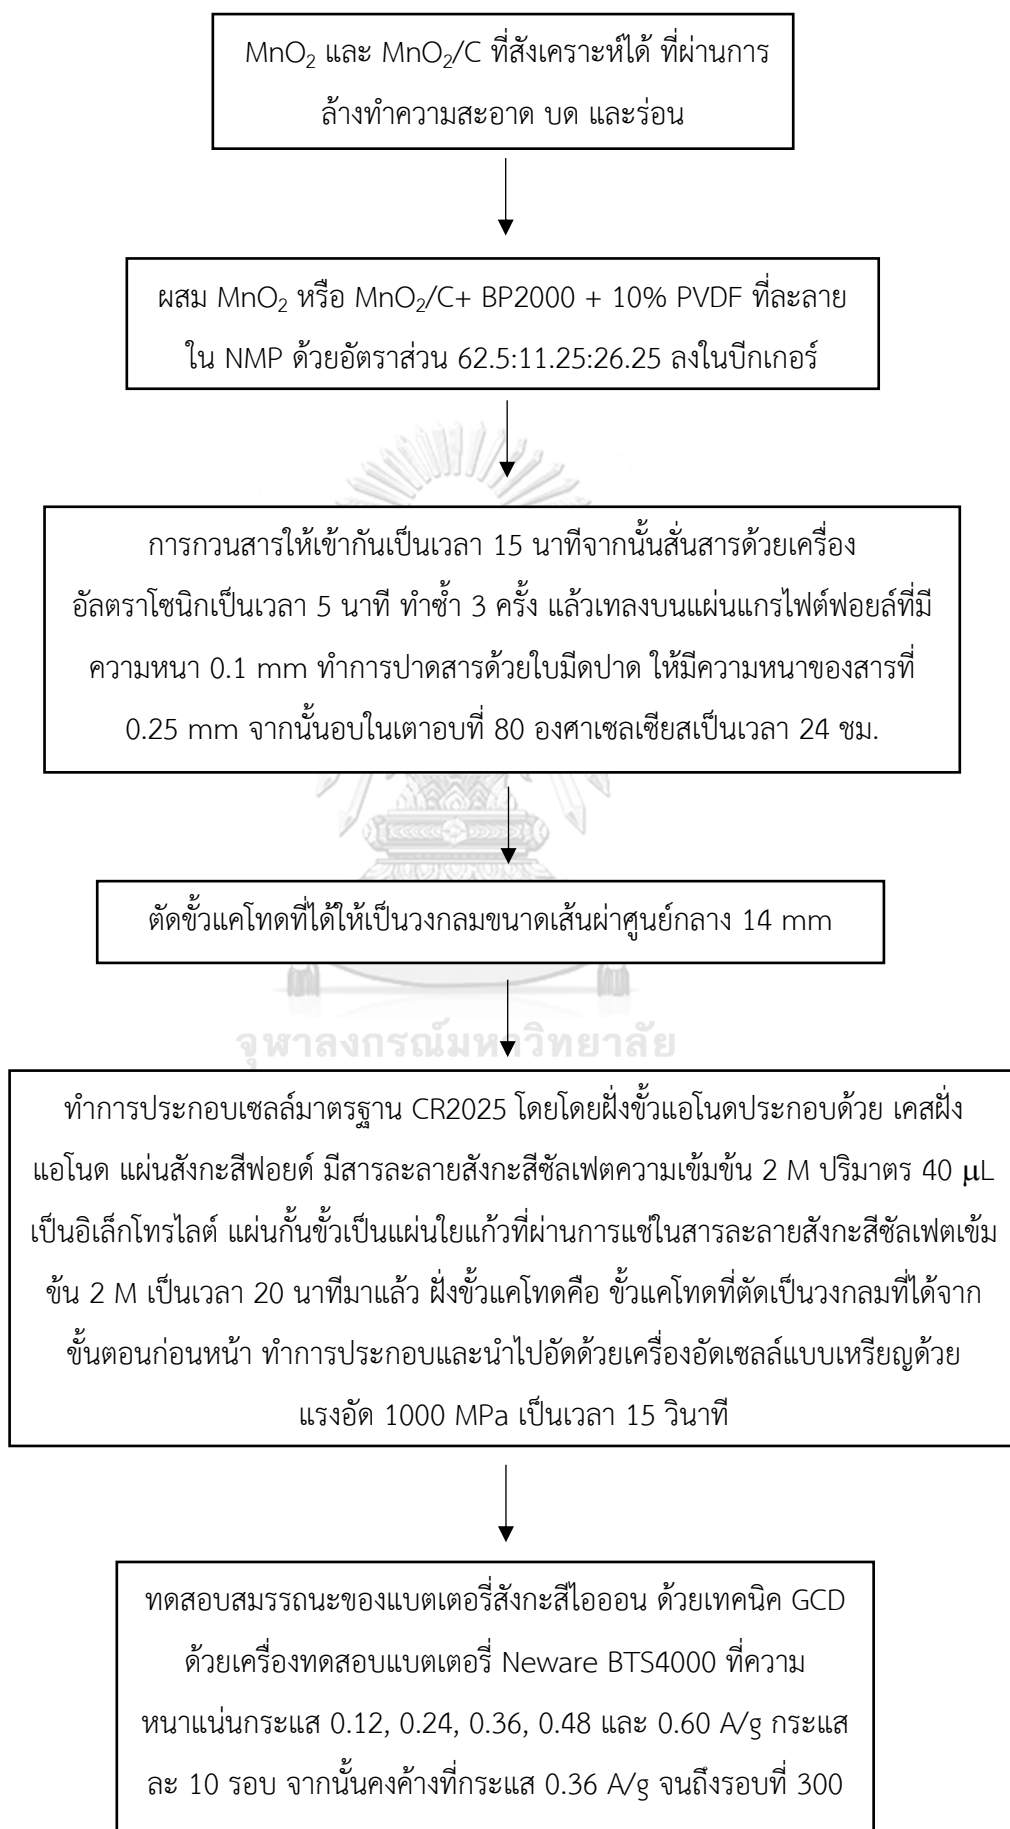 MnO₂ และ MnO₂/C ที่สังเคราะห์ได้ ที่ผ่านการ
ล้างทำความสะอาด บด และร่อน
ผสม MnO₂ หรือ MnO₂/C+ BP2000 + 10% PVDF ที่ละลาย
ใน NMP ด้วยอัตราส่วน 62.5:11.25:26.25 ลงในบีกเกอร์
การกวนสารให้เข้ากันเป็นเวลา 15 นาทีจากนั้นสั่นสารด้วยเครื่อง
อัลตราโซนิกเป็นเวลา 5 นาที ทำซ้ำ 3 ครั้ง แล้วเทลงบนแผ่นแกรไฟต์ฟอยล์ที่มี
ความหนา 0.1 mm ทำการปาดสารด้วยใบมีดปาด ให้มีความหนาของสารที่
0.25 mm จากนั้นอบในเตาอบที่ 80 องศาเซลเซียสเป็นเวลา 24 ชม.
ตัดขั้วแคโทดที่ได้ให้เป็นวงกลมขนาดเส้นผ่าศูนย์กลาง 14 mm
จุฬาลงกรณ์มหาวิทยาลัย
ทำการประกอบเซลล์มาตรฐาน CR2025 โดยโดยฝั่งขั้วแอโนดประกอบด้วย เคสฝั่ง
แอโนด แผ่นสังกะสีฟอยด์ มีสารละลายสังกะสีซัลเฟตความเข้มข้น 2 M ปริมาตร 40 μL
เป็นอิเล็กโทรไลต์ แผ่นกั้นขั้วเป็นแผ่นใยแก้วที่ผ่านการแช่ในสารละลายสังกะสีซัลเฟตเข้ม
ข้น 2 M เป็นเวลา 20 นาทีมาแล้ว ฝั่งขั้วแคโทดคือ ขั้วแคโทดที่ตัดเป็นวงกลมที่ได้จาก
ขั้นตอนก่อนหน้า ทำการประกอบและนำไปอัดด้วยเครื่องอัดเซลล์แบบเหรียญด้วย
แรงอัด 1000 MPa เป็นเวลา 15 วินาที
ทดสอบสมรรถนะของแบตเตอรี่สังกะสีไอออน ด้วยเทคนิค GCD
ด้วยเครื่องทดสอบแบตเตอรี่ Neware BTS4000 ที่ความ
หนาแน่นกระแส 0.12, 0.24, 0.36, 0.48 และ 0.60 A/g กระแส
ละ 10 รอบ จากนั้นคงค้างที่กระแส 0.36 A/g จนถึงรอบที่ 300